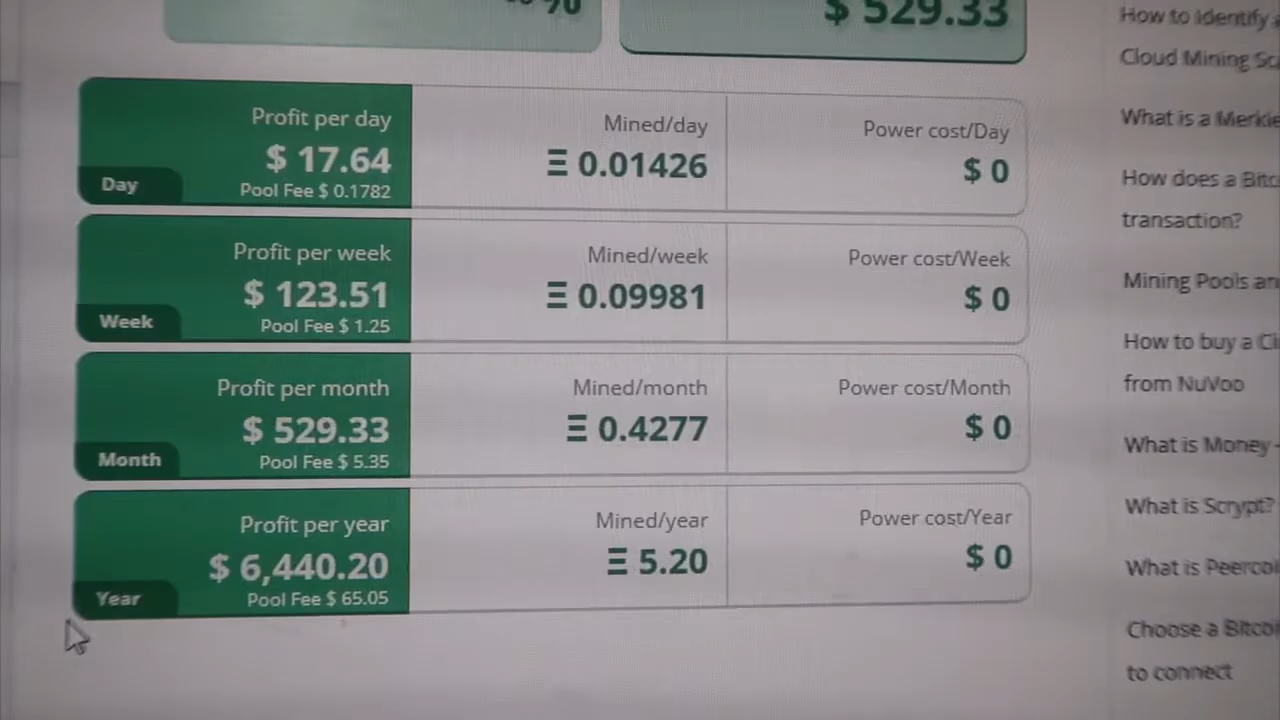 %
$ 529.33
Profit per day
$ 17.64
Pool Fee $ 0.1782
Day
Mined/day
Ξ 0.01426
Power cost/Day
$ 0
Profit per week
$ 123.51
Pool Fee $ 1.25
Week
Mined/week
Ξ 0.09981
Power cost/Week
$ 0
Profit per month
$ 529.33
Pool Fee $ 5.35
Month
Mined/month
Ξ 0.4277
Power cost/Month
$ 0
Profit per year
$ 6,440.20
Pool Fee $ 65.05
Year
Mined/year
Ξ 5.20
Power cost/Year
$ 0
How to Identify
Cloud Mining
What is a
How does a
transaction?
Mining Pools
How to buy a
from NuVoo
What is Money
What is Scrypt?
What is
Choose a
to connect